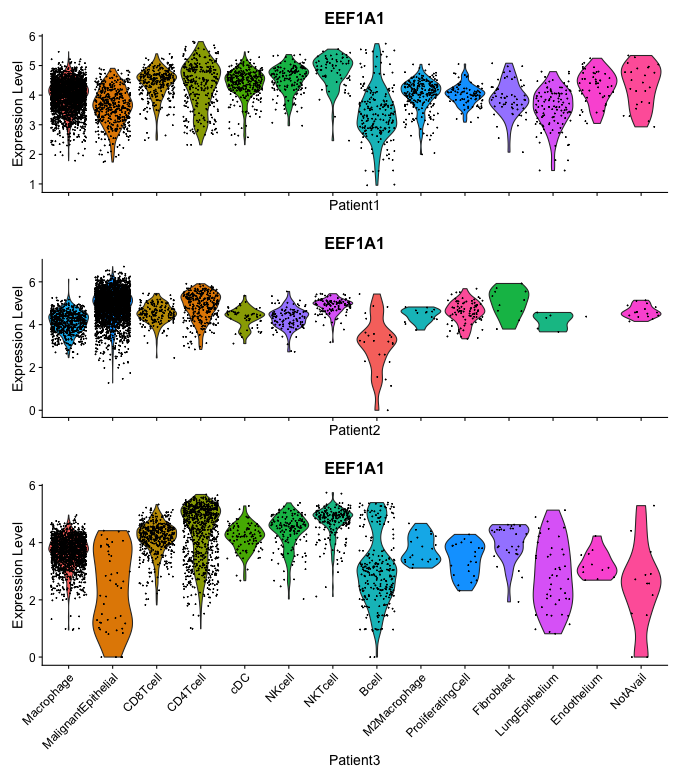 EEF1A1
Expression Level
6
5
4
3
2
1
Patient1
EEF1A1
Expression Level
6
4
2
0
Patient2
EEF1A1
Expression Level
6
4
2
0
Macrophage
MalignantEpithelial
CD8Tcell
CD4Tcell
cDC
NKcell
NKTcell
Bcell
M2Macrophage
ProliferatingCell
Fibroblast
LungEpithelium
Endothelium
NotAvail
Patient3